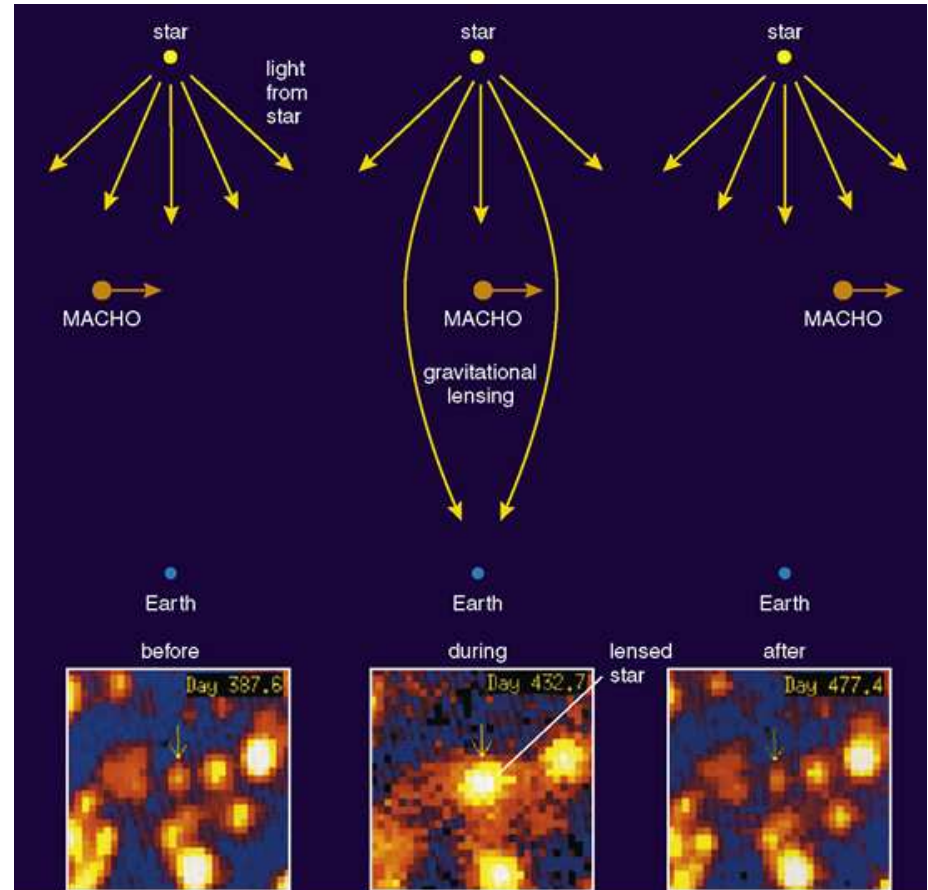 star
light
from
star
star
star
MACHO
MACHO
MACHO
gravitational
lensing
Earth
Earth
Earth
before
during
lensed
star
after
Day 387.6
Day 432.7
Day 477.4